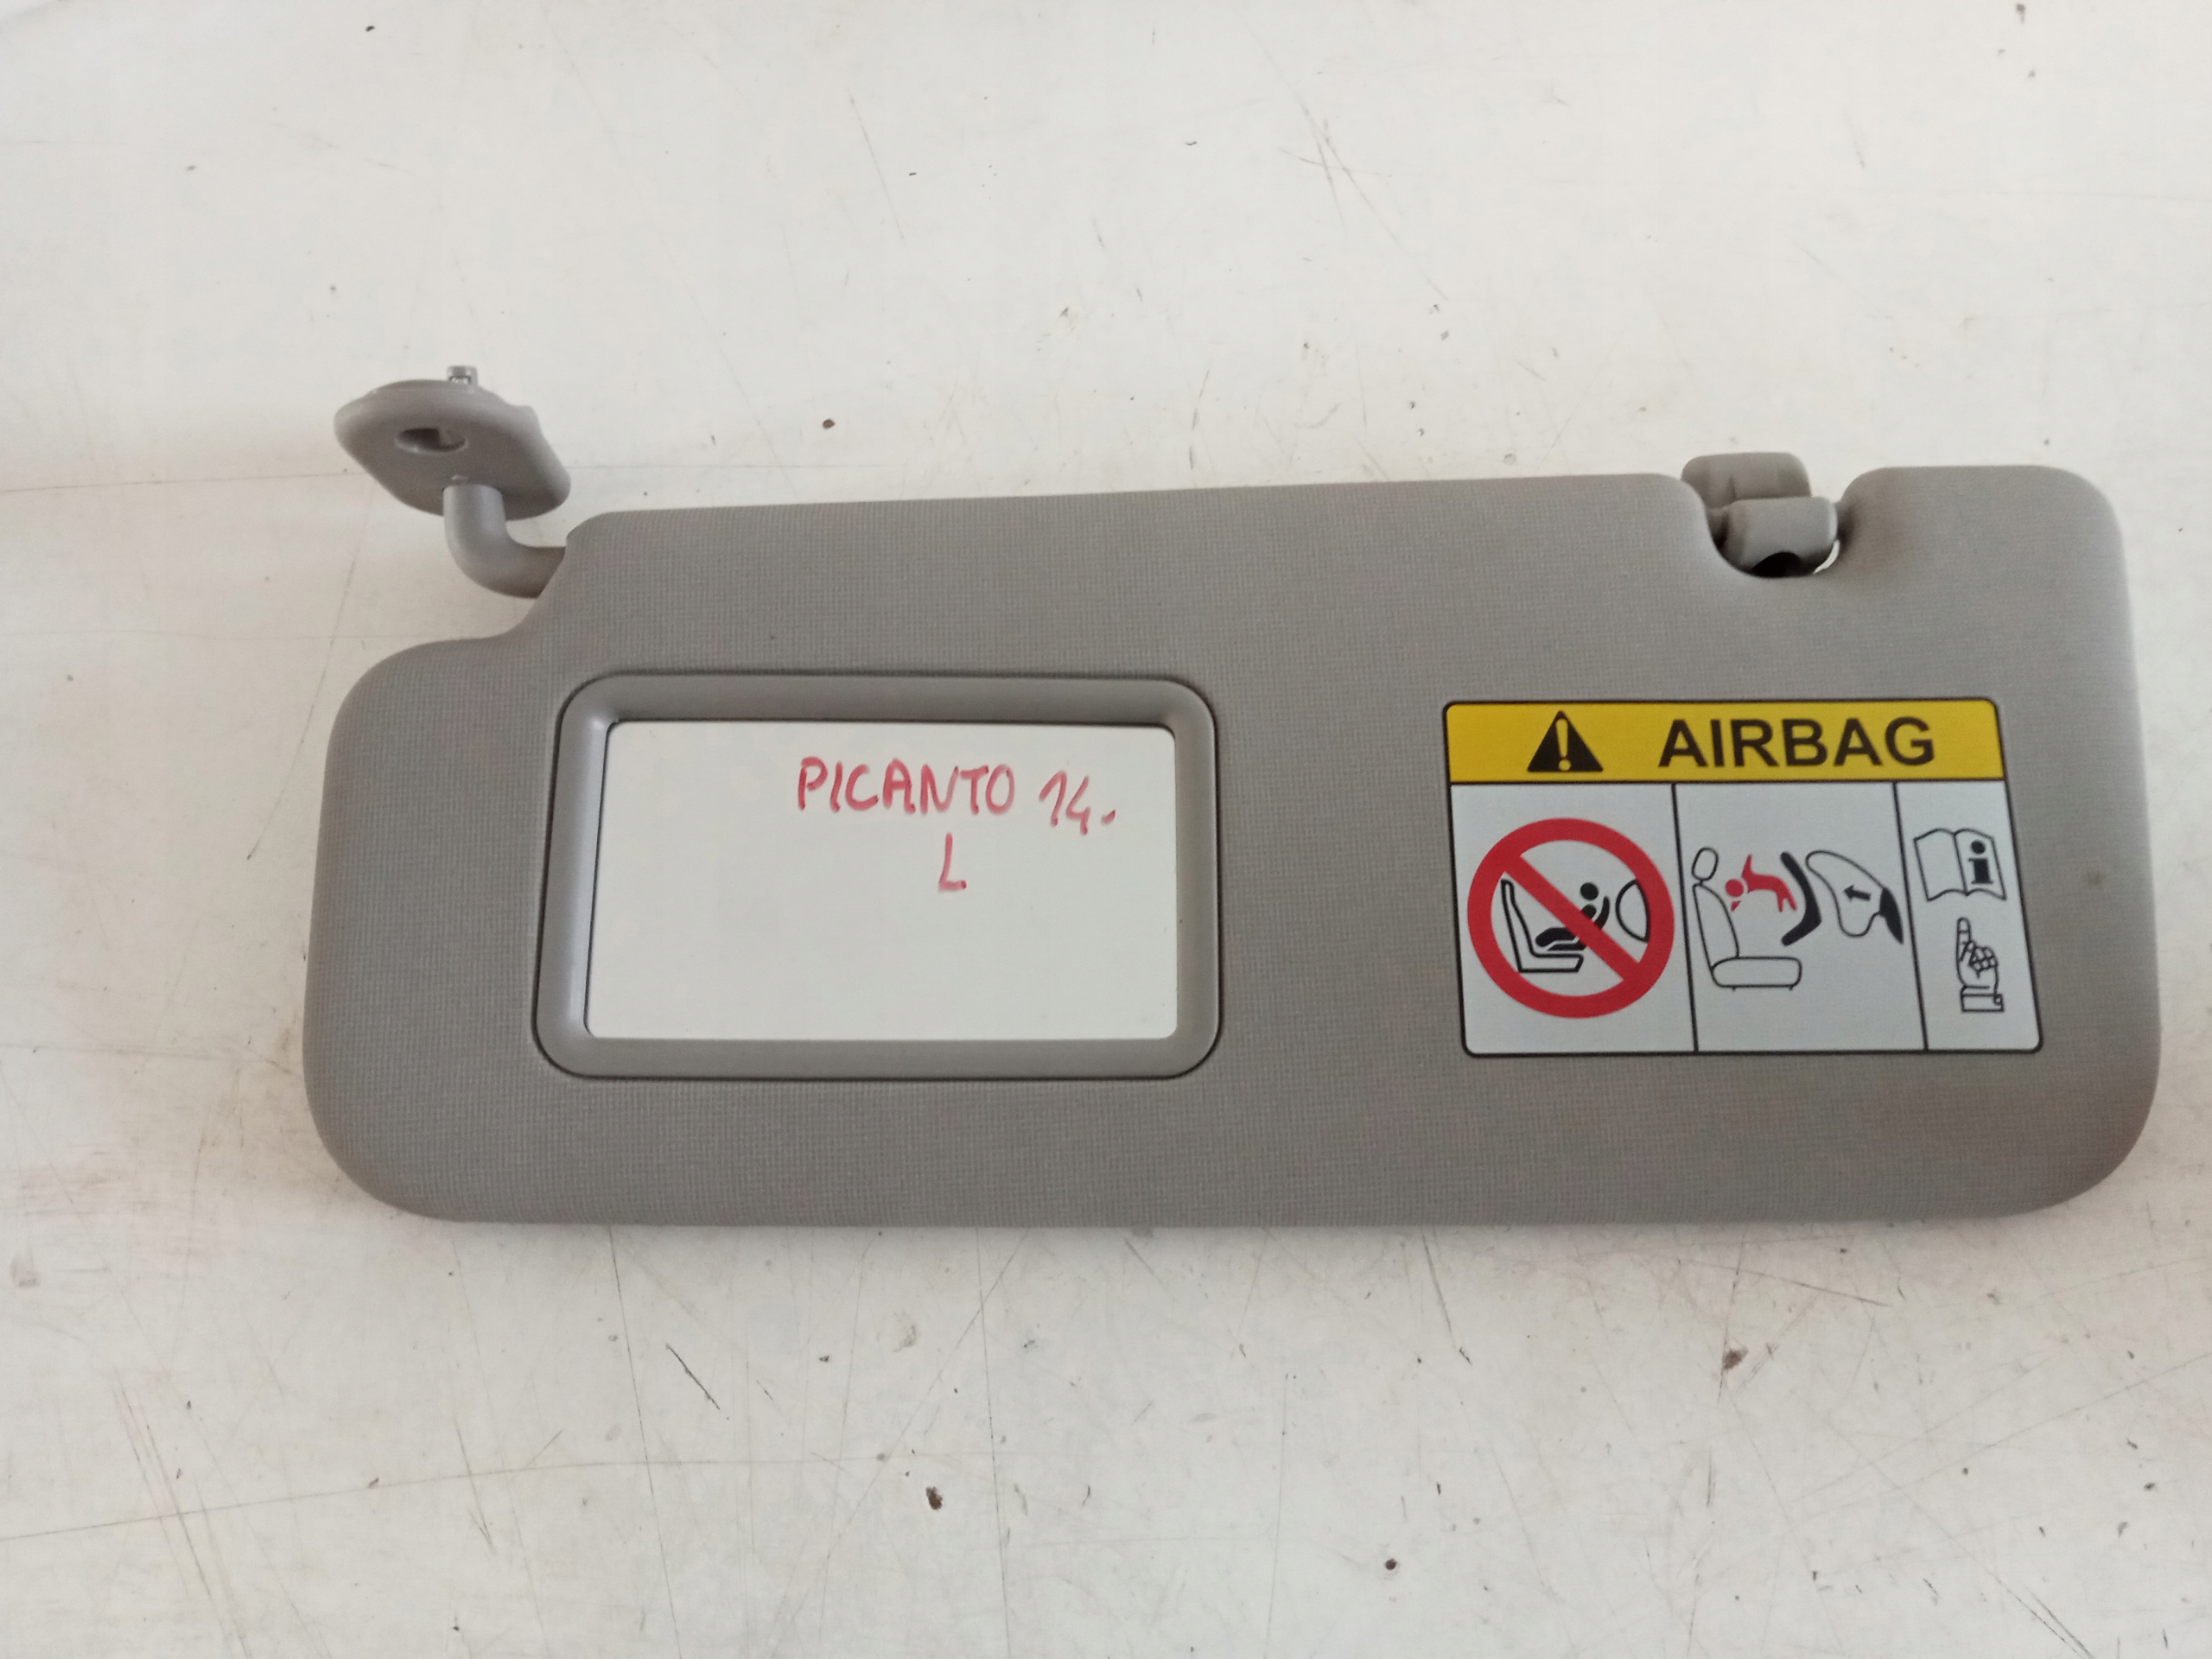 PICANTO 14.
L
AIRBAG
i